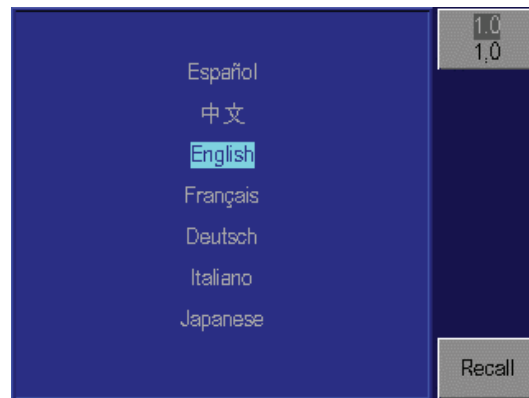 Español
中文
English
Français
Deutsch
Italiano
Japanese
1.0
1,0
Recall